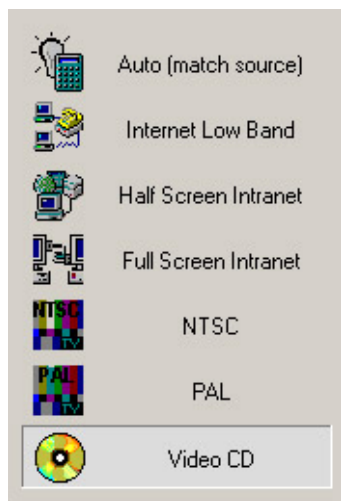 Auto (match source)
Internet Low Band
Half Screen Intranet
Full Screen Intranet
NTSC
TV
NTSC
PAL
TV
PAL
Video CD